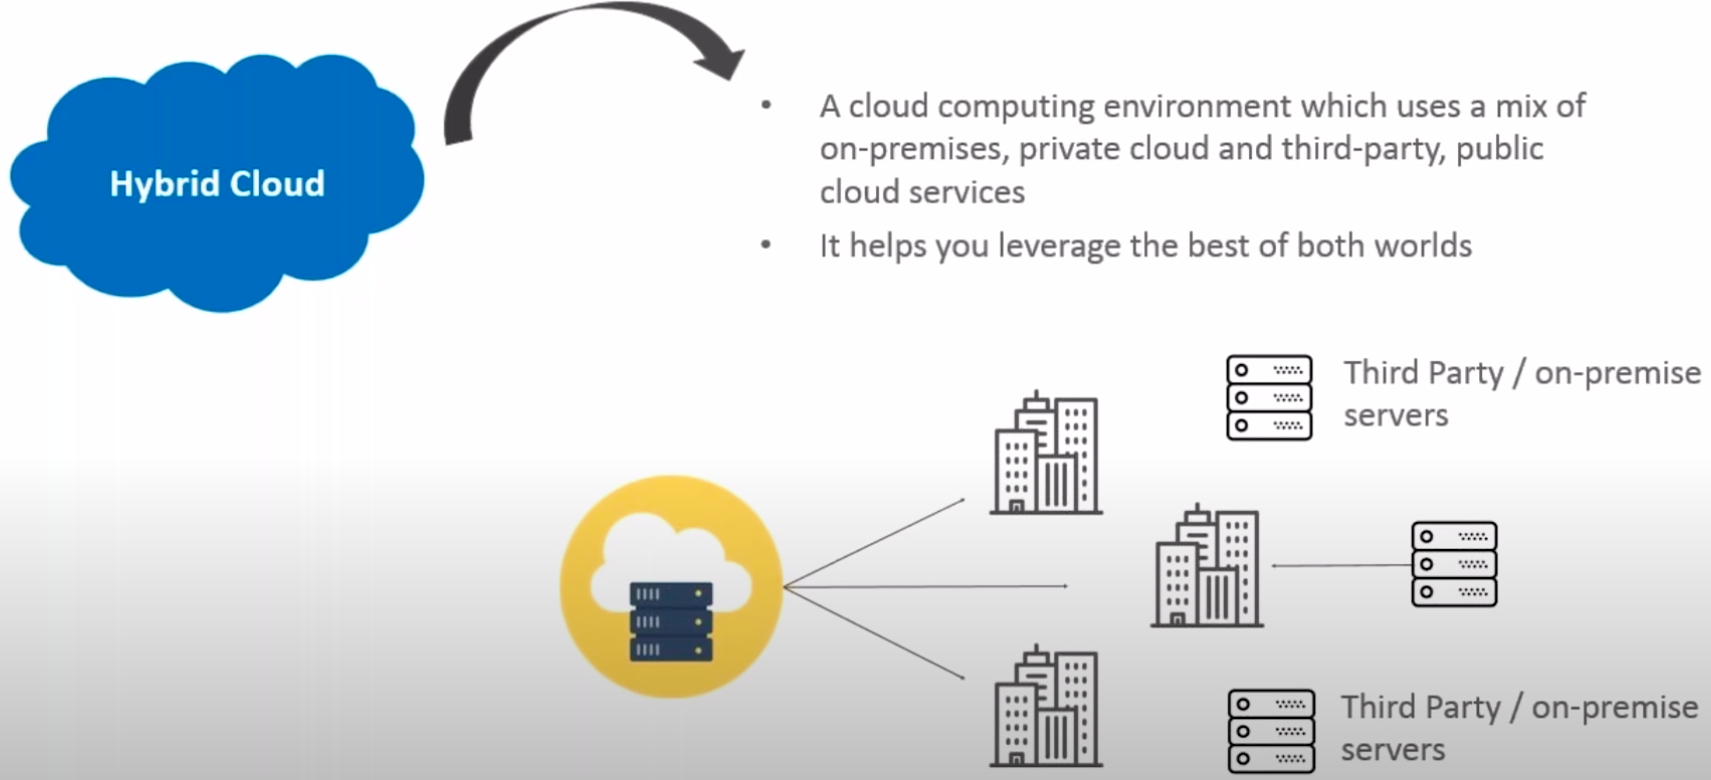 Hybrid Cloud
• A cloud computing environment which uses a mix of
on-premises, private cloud and third-party, public
cloud services
• It helps you leverage the best of both worlds
Third Party / on-premise
servers
Third Party / on-premise
servers